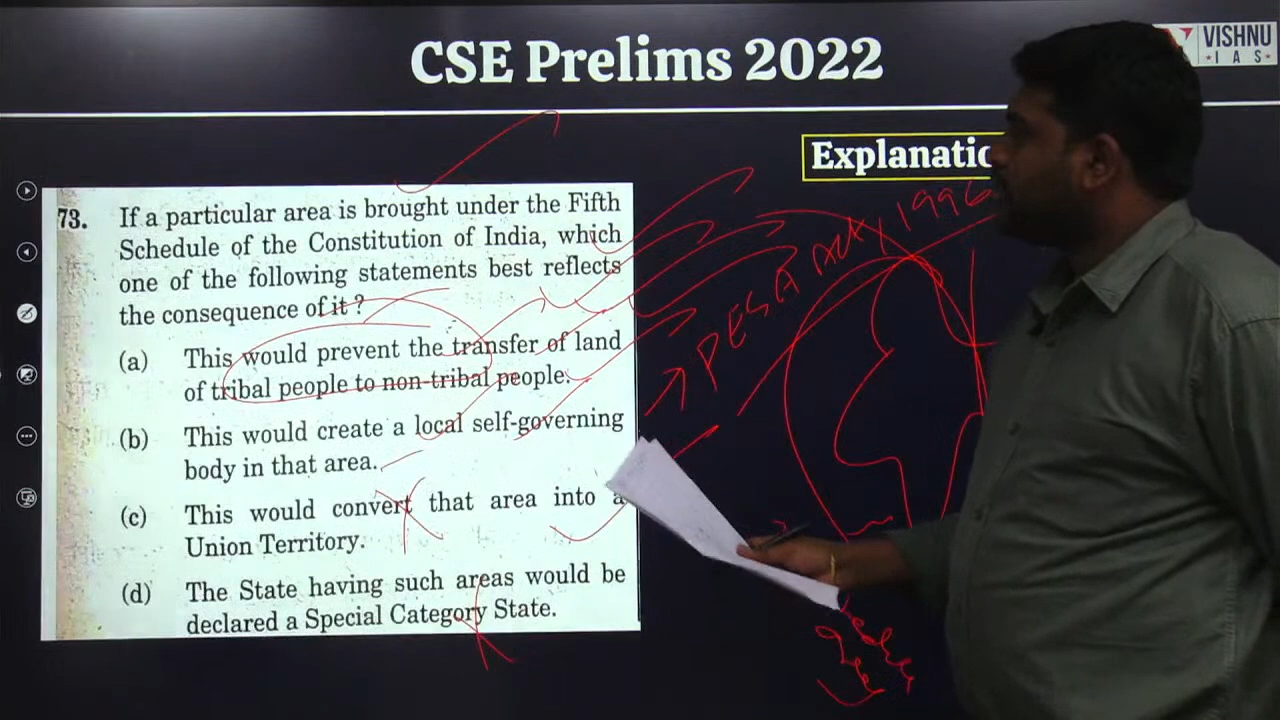 CSE Prelims 2022
VISHNU
IAS
Explanatio
73. If a particular area is brought under the Fifth
Schedule of the Constitution of India, which
one of the following statements best reflects
the consequence of it ?
(a) This would prevent the transfer of land
of tribal people to non-tribal people.
(b) This would create a local self-governing
body in that area.
(c) This would convert that area into a
Union Territory.
(d) The State having such areas would be
declared a Special Category State.
→ PESA Act, 1996